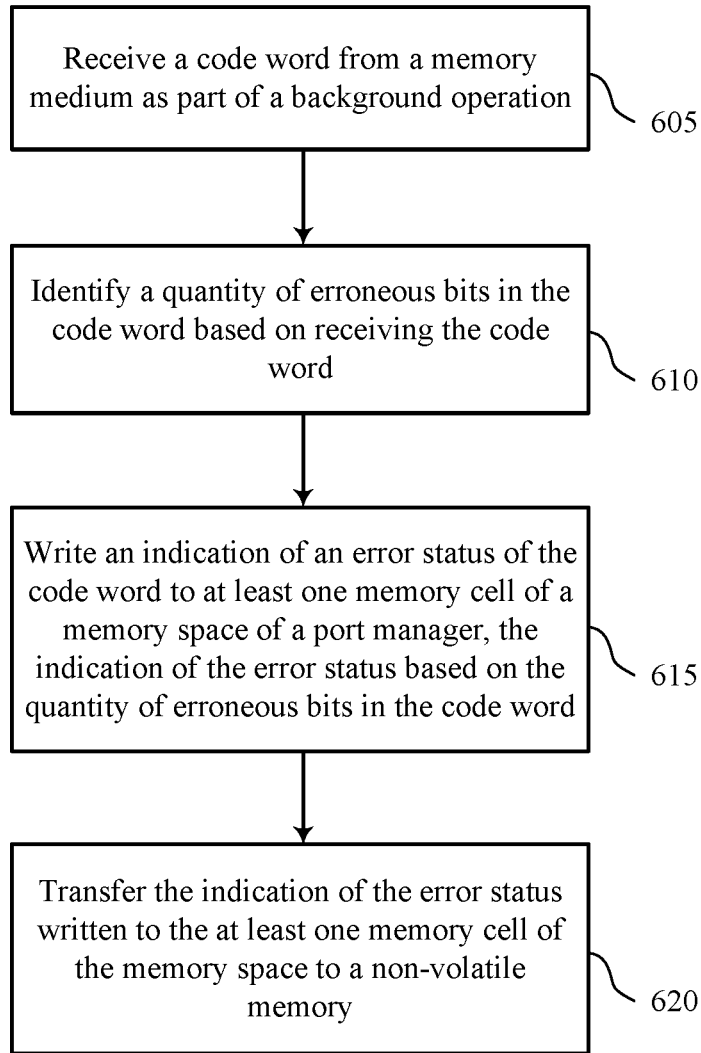 Receive a code word from a memory
medium as part of a background operation
605
Identify a quantity of erroneous bits in the
code word based on receiving the code
word
610
Write an indication of an error status of the
code word to at least one memory cell of a
memory space of a port manager, the
indication of the error status based on the
quantity of erroneous bits in the code word
615
Transfer the indication of the error status
written to the at least one memory cell of
the memory space to a non-volatile
memory
620